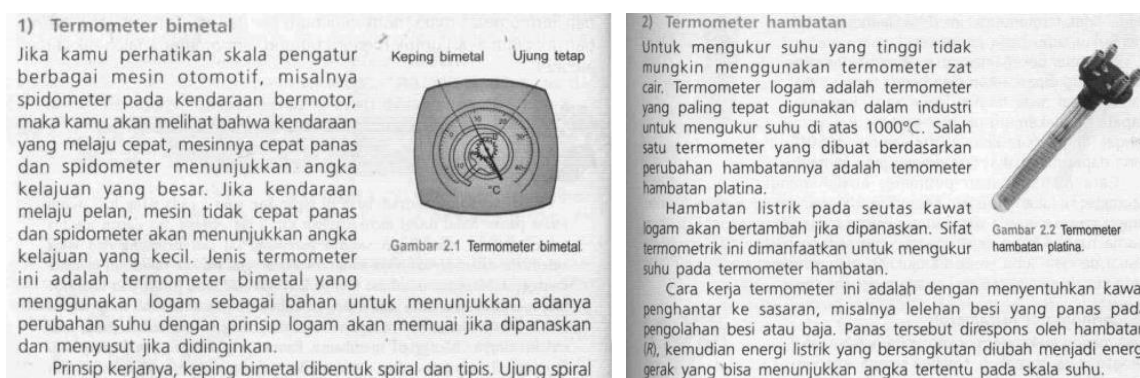 1) Termometer bimetal
Jika kamu perhatikan skala pengatur
berbagai mesin otomotif, misalnya
spidometer pada kendaraan bermotor,
maka kamu akan melihat bahwa kendaraan
yang melaju cepat, mesinnya cepat panas
dan spidometer menunjukkan angka
kelajuan yang besar. Jika kendaraan
melaju pelan, mesin tidak cepat panas
dan spidometer akan menunjukkan angka
kelajuan yang kecil. Jenis termometer
ini adalah termometer bimetal yang
menggunakan logam sebagai bahan untuk menunjukkan adanya
perubahan suhu dengan prinsip logam akan memuai jika dipanaskan
dan menyusut jika didinginkan.
Prinsip kerjanya, keping bimetal dibentuk spiral dan tipis. Ujung spiral
Keping bimetal Ujung tetap
0 10 20 30 40
°C
Gambar 2.1 Termometer bimetal
2) Termometer hambatan
Untuk mengukur suhu yang tinggi tidak
mungkin menggunakan termometer zat
cair. Termometer logam adalah termometer
yang paling tepat digunakan dalam industri
untuk mengukur suhu di atas 1000°C. Salah
satu termometer yang dibuat berdasarkan
perubahan hambatannya adalah temometer
hambatan platina.
Hambatan listrik pada seutas kawat
logam akan bertambah jika dipanaskan. Sifat
termometrik ini dimanfaatkan untuk mengukur
suhu pada termometer hambatan.
Gambar 2.2 Termometer
hambatan platina.
Cara kerja termometer ini adalah dengan menyentuhkan kawa
penghantar ke sasaran, misalnya lelehan besi yang panas pad
pengolahan besi atau baja. Panas tersebut direspons oleh hambatan
(R), kemudian energi listrik yang bersangkutan diubah menjadi energ
gerak yang bisa menunjukkan angka tertentu pada skala suhu.